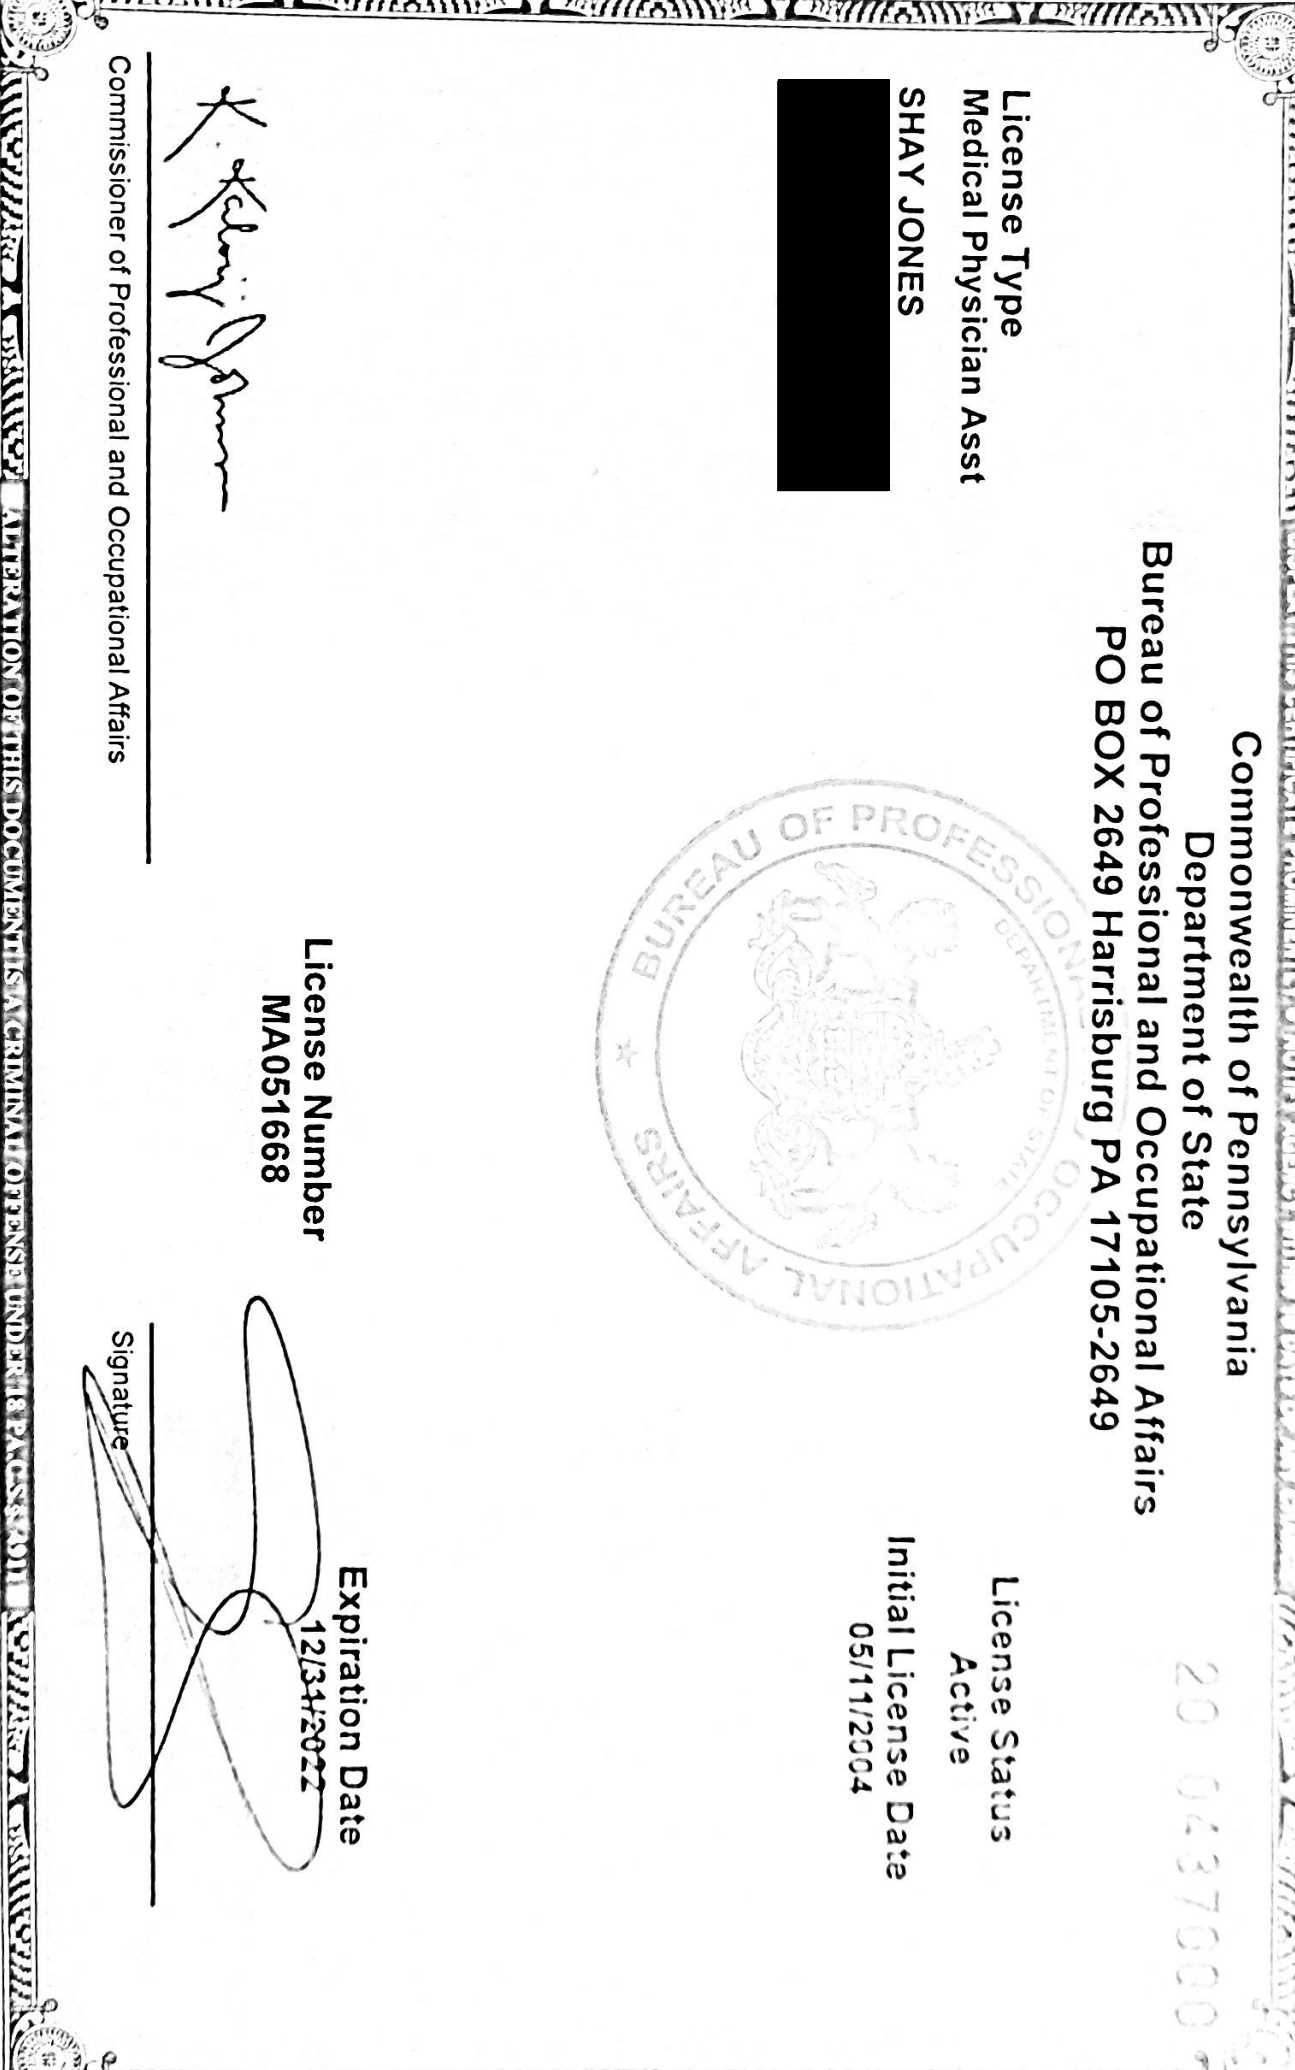 20 0437000
Commonwealth of Pennsylvania
Department of State
Bureau of Professional and Occupational Affairs
PO BOX 2649 Harrisburg PA 17105-2649
License Type
Medical Physician Asst
SHAY JONES
License Status
Active
Initial License Date
05/11/2004
BUREAU OF PROFESSIONAL OCCUPATIONAL AFFAIRS
DEPARTMENT OF STATE
Expiration Date
12/31/2022
License Number
MA051668
Commissioner of Professional and Occupational Affairs
Signature
ALTERATION OF THIS DOCUMENT IS A CRIMINAL OFFENSE UNDER 18 PA.C.S.